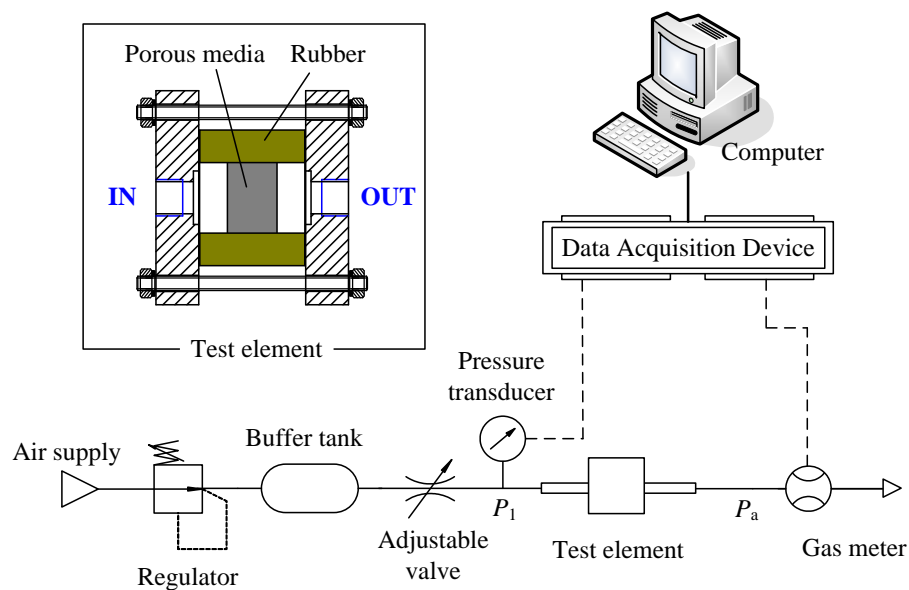 Porous media
Rubber
IN
OUT
Test element
Computer
Data Acquisition Device
Pressure
transducer
Air supply
Buffer tank
P1
Pa
Regulator
Adjustable
valve
Test element
Gas meter